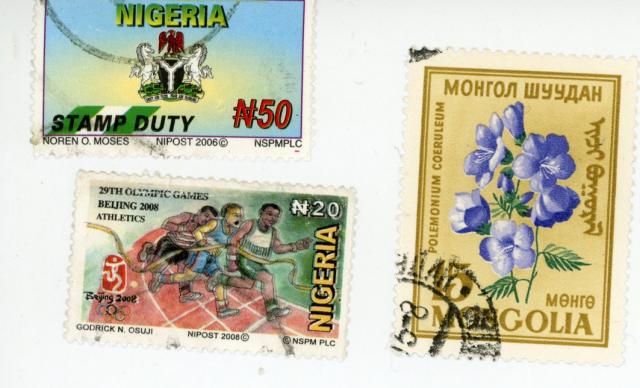 NIGERIA
STAMP DUTY ₦50
NOREN O. MOSES NIPOST 2006© NSPMPLC
29TH OLYMPIC GAMES
BEIJING 2008
ATHLETICS
₦20
NIGERIA
Beijing 2008
GODRICK N. OSUJI NIPOST 2008© © NSPM PLC
МОНГОЛ ШУУДАН
POLEMONIUM COERULEUM
15
МӨНГӨ
MONGOLIA